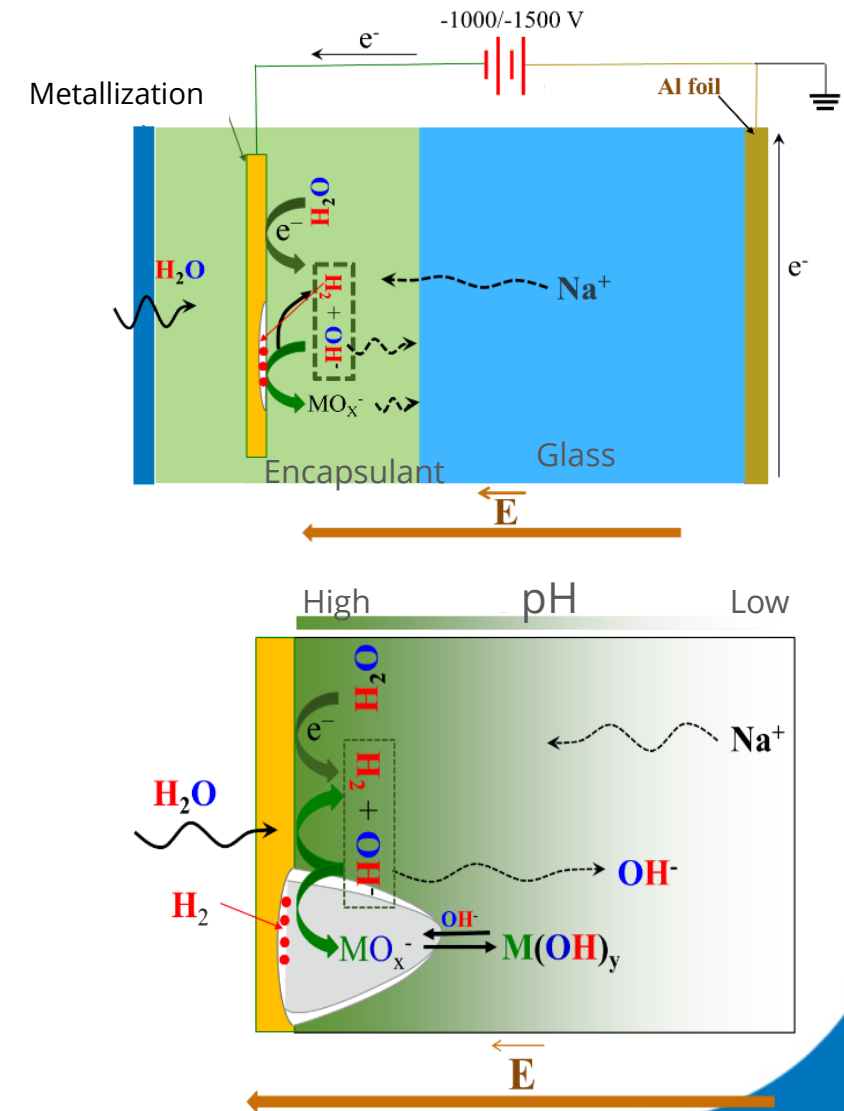 -1000/-1500 V
e⁻
Metallization
Al foil
H₂O
e⁻
H₂O
H₂ + OH⁻
Na⁺
e⁻
MOₓ⁻
Encapsulant
Glass
E
High
pH
Low
H₂O
e⁻
H₂ + OH⁻
Na⁺
H₂O
OH⁻
H₂
OH⁻
MOₓ⁻
M(OH)ᵧ
E